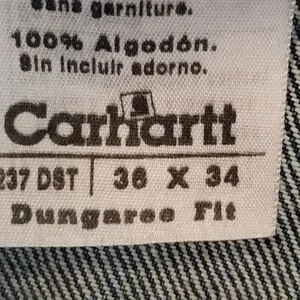 sans garniture.
100% Algodón.
Sin incluir adorno.
Carhartt
237 DST 36 X 34
Dungaree Fit